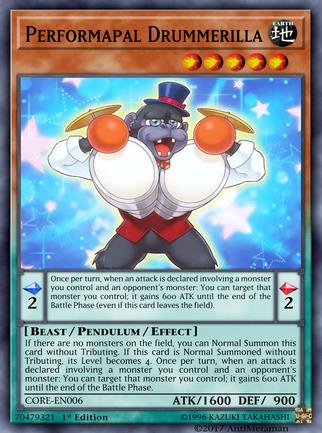 PERFORMAPAL DRUMMERILLA
EARTH
地
Once per turn, when an attack is declared involving a monster
you control and an opponent's monster: You can target that
monster you control; it gains 600 ATK until the end of the
Battle Phase (even if this card leaves the field).
2
2
[ Beast / Pendulum / Effect ]
If there are no monsters on the field, you can Normal Summon this
card without Tributing. If this card is Normal Summoned without
Tributing, its Level becomes 4. Once per turn, when an attack is
declared involving a monster you control and an opponent's
monster: You can target that monster you control; it gains 600 ATK
until the end of the Battle Phase.
CORE-EN006
ATK/1600 DEF/ 900
70479321 1st Edition
©1996 KAZUKI TAKAHASHI
©2017 AntiMetaman